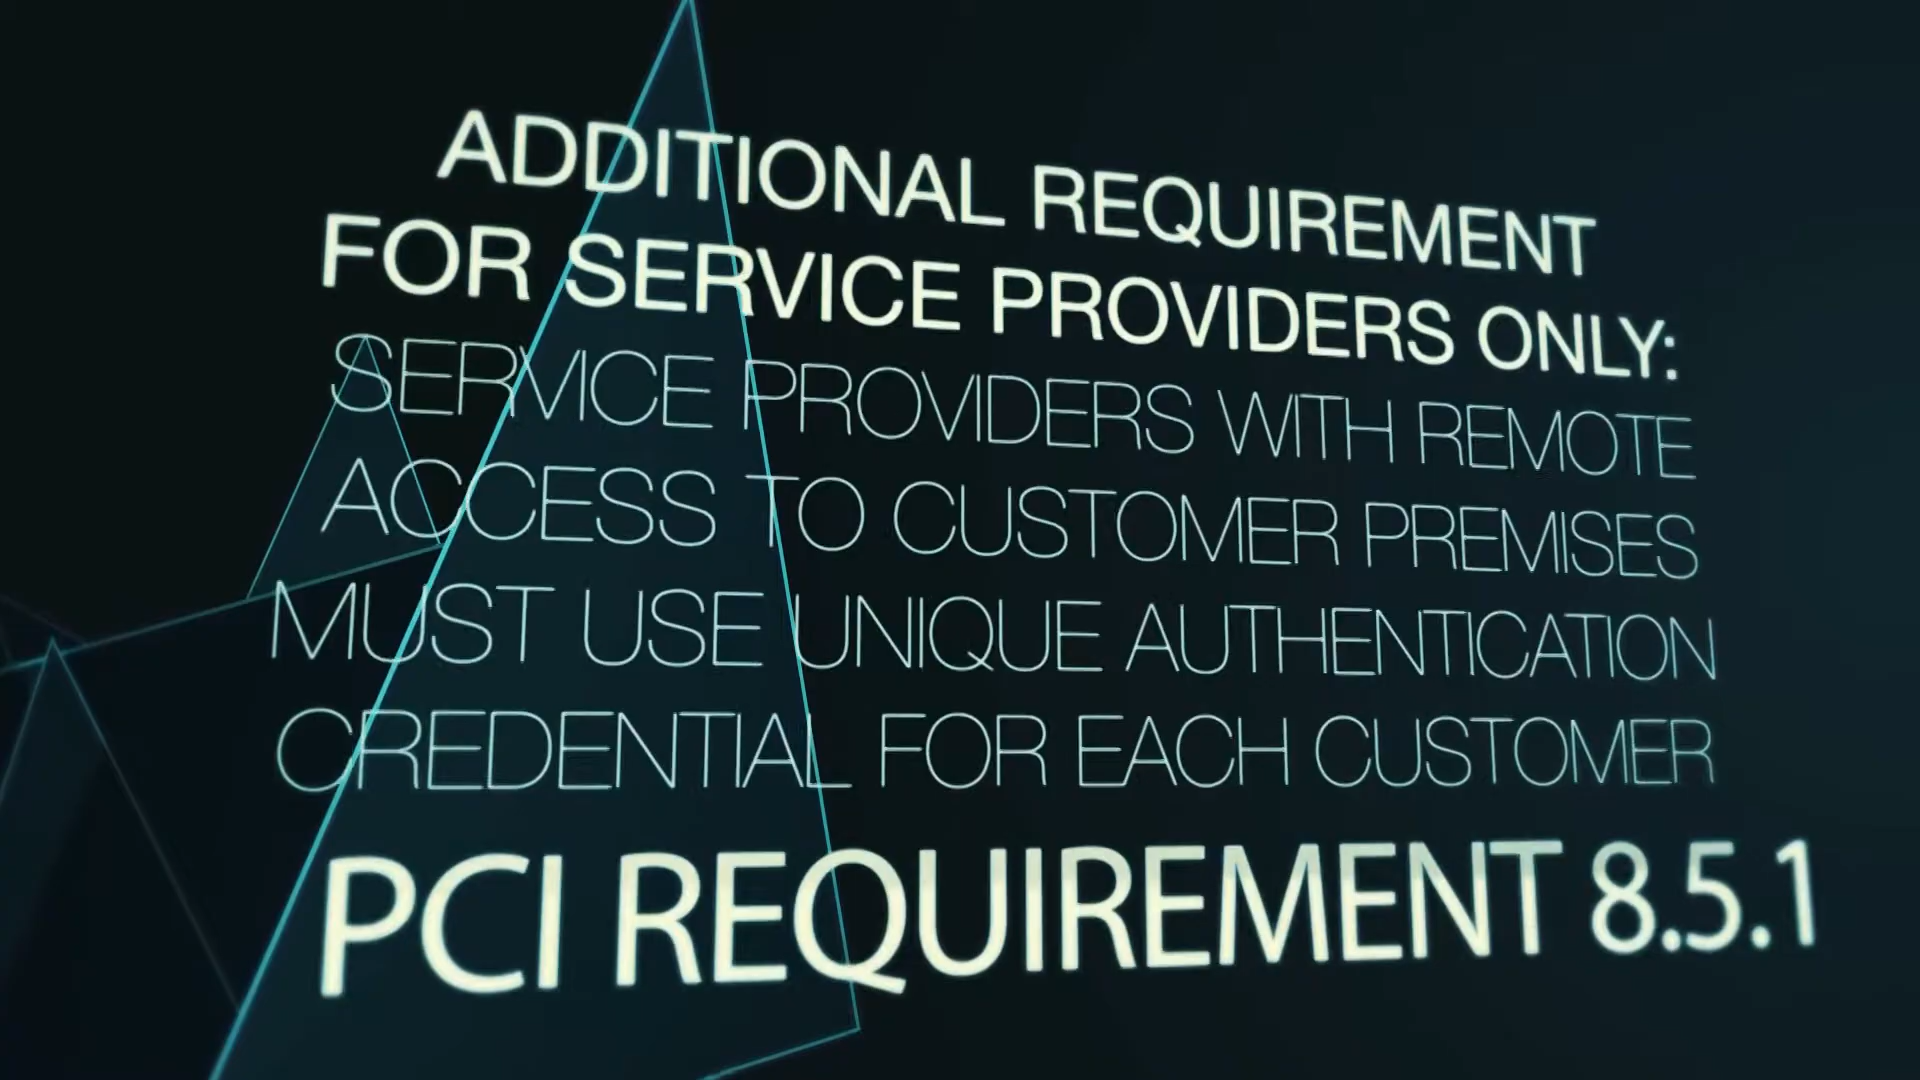 ADDITIONAL REQUIREMENT
FOR SERVICE PROVIDERS ONLY:
SERVICE PROVIDERS WITH REMOTE
ACCESS TO CUSTOMER PREMISES
MUST USE UNIQUE AUTHENTICATION
CREDENTIAL FOR EACH CUSTOMER
PCI REQUIREMENT 8.5.1